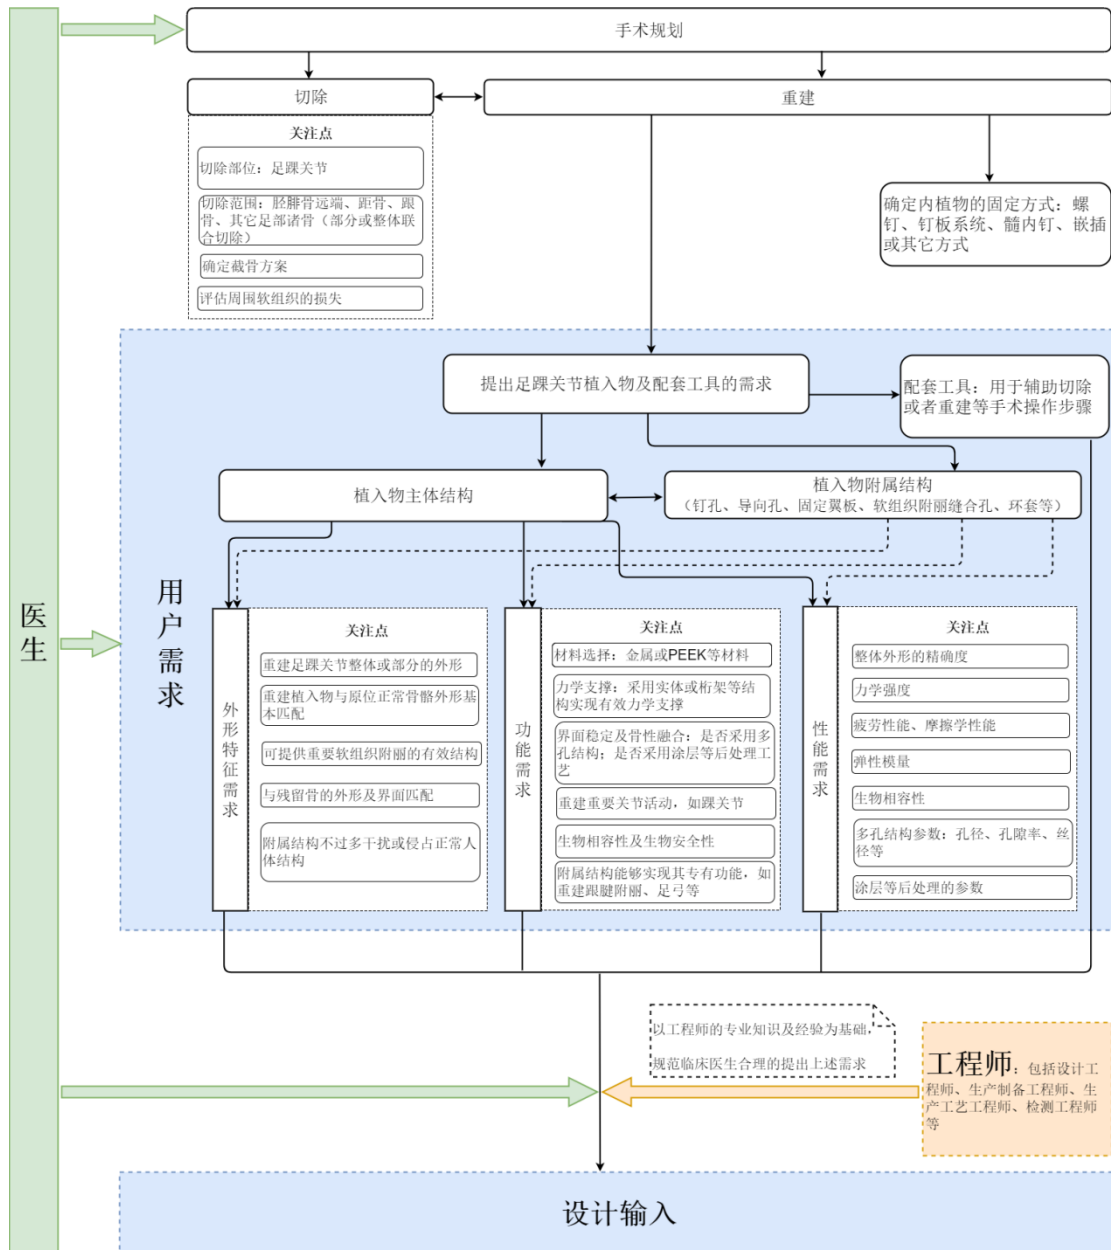 手术规划
切除
重建
关注点
切除部位：足踝关节
切除范围：胫腓骨远端、距骨、跟
骨、其它足部诸骨（部分或整体联
合切除）
确定截骨方案
评估周围软组织的损失
确定内植物的固定方式：螺
钉、钉板系统、髓内钉、嵌插
或其它方式
医生
用户需求
提出足踝关节植入物及配套工具的需求
配套工具：用于辅助切除
或者重建等手术操作步骤
植入物主体结构
植入物附属结构
（钉孔、导向孔、固定翼板、软组织附丽缝合孔、环套等）
外形特征需求
关注点
重建足踝关节整体或部分的外形
重建植入物与原位正常骨骼外形基
本匹配
可提供重要软组织附丽的有效结构
与残留骨的外形及界面匹配
附属结构不过多干扰或侵占正常人
体结构
功能需求
关注点
材料选择：金属或PEEK等材料
力学支撑：采用实体或桁架等结
构实现有效力学支撑
界面稳定及骨性融合：是否采用多
孔结构；是否采用涂层等后处理工
艺
重建重要关节活动，如踝关节
生物相容性及生物安全性
附属结构能够实现其专有功能，如
重建跟腱附丽、足弓等
性能需求
关注点
整体外形的精确度
力学强度
疲劳性能、摩擦学性能
弹性模量
生物相容性
多孔结构参数：孔径、孔隙率、丝
径等
涂层等后处理的参数
以工程师的专业知识及经验为基础，
规范临床医生合理的提出上述需求
工程师：包括设计工
程师、生产制备工程师、生
产工艺工程师、检测工程师
等
设计输入